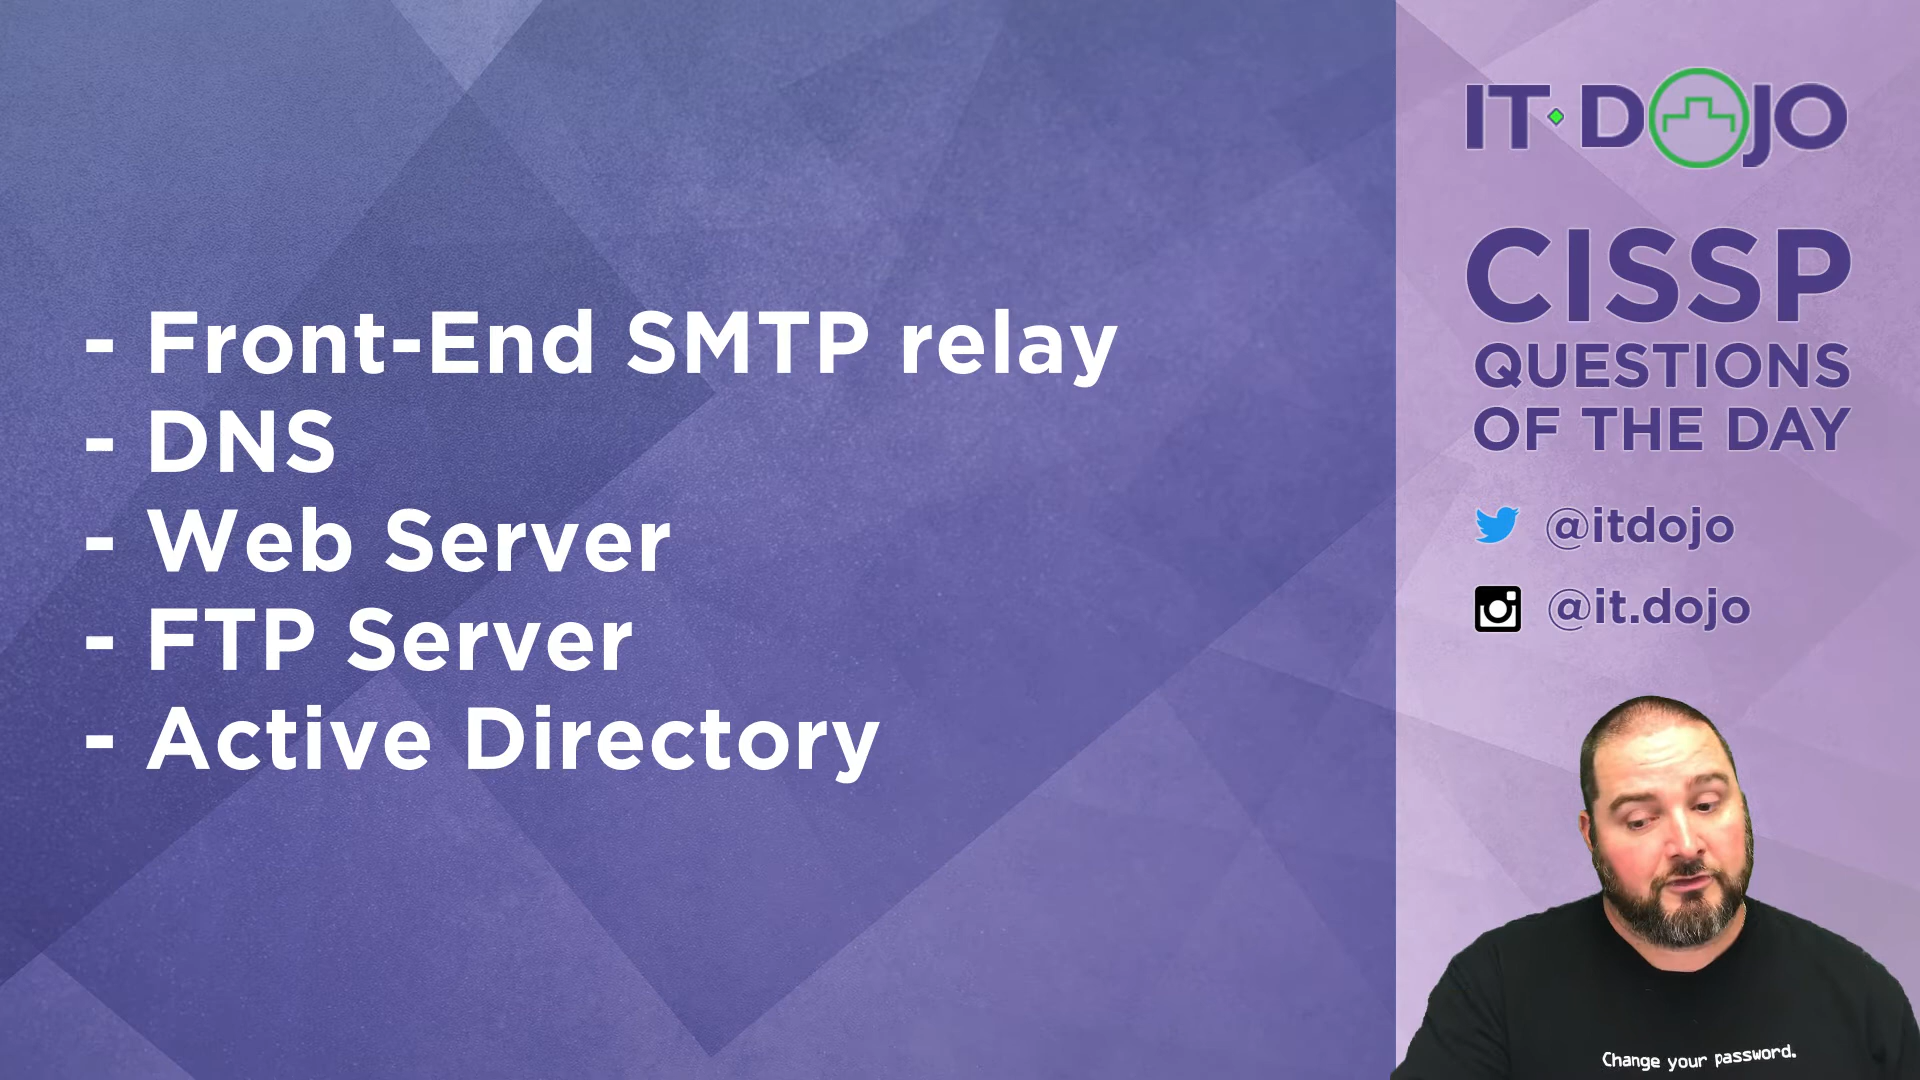 - Front-End SMTP relay
- DNS
- Web Server
- FTP Server
- Active Directory
IT DOJO
CISSP
QUESTIONS
OF THE DAY
@itdojo
@it.dojo
Change your password.